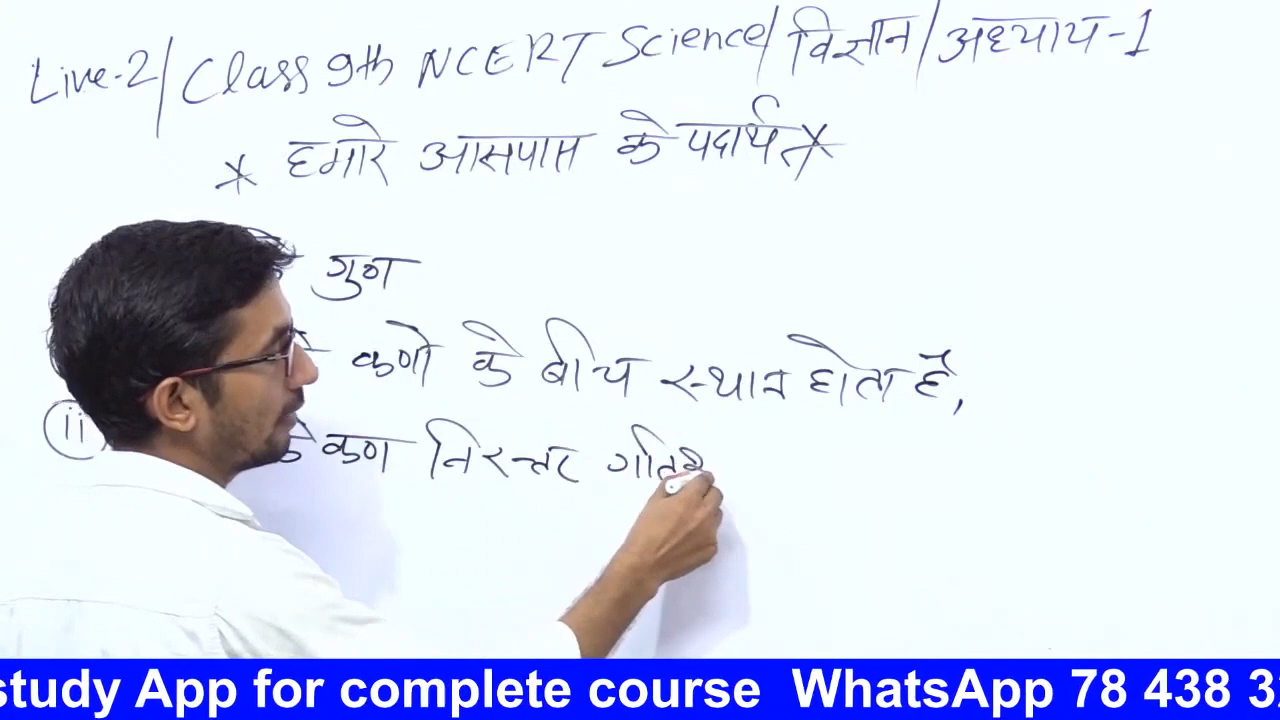 Live-2/ Class 9th NCERT Science/ विज्ञान/ अध्याय-1
* हमारे आसपास के पदार्थ *
गुण
कणो के बीच स्थान होता है,
(ii) के कण निरन्तर गतिश
study App for complete course WhatsApp 78 438 3